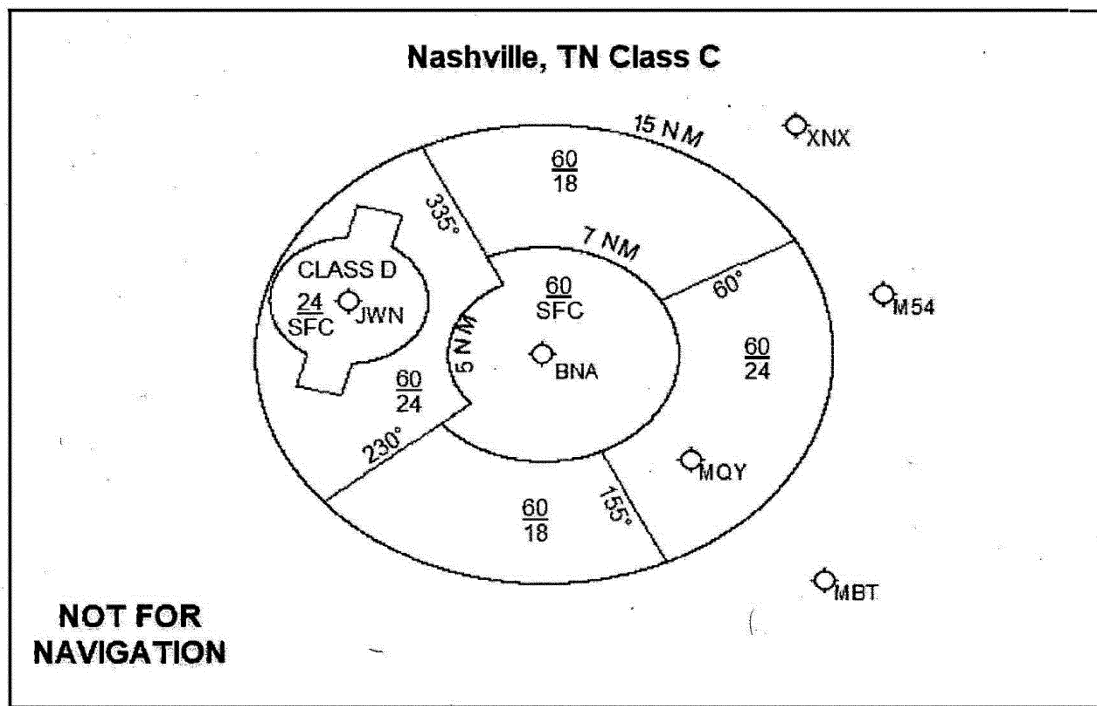 Nashville, TN Class C
15 NM
XNX
60
18
335°
7 NM
CLASS D
24
SFC
JWN
60
SFC
60°
M54
5 NM
BNA
60
24
60
24
230°
MQY
155°
60
18
MBT
NOT FOR
NAVIGATION